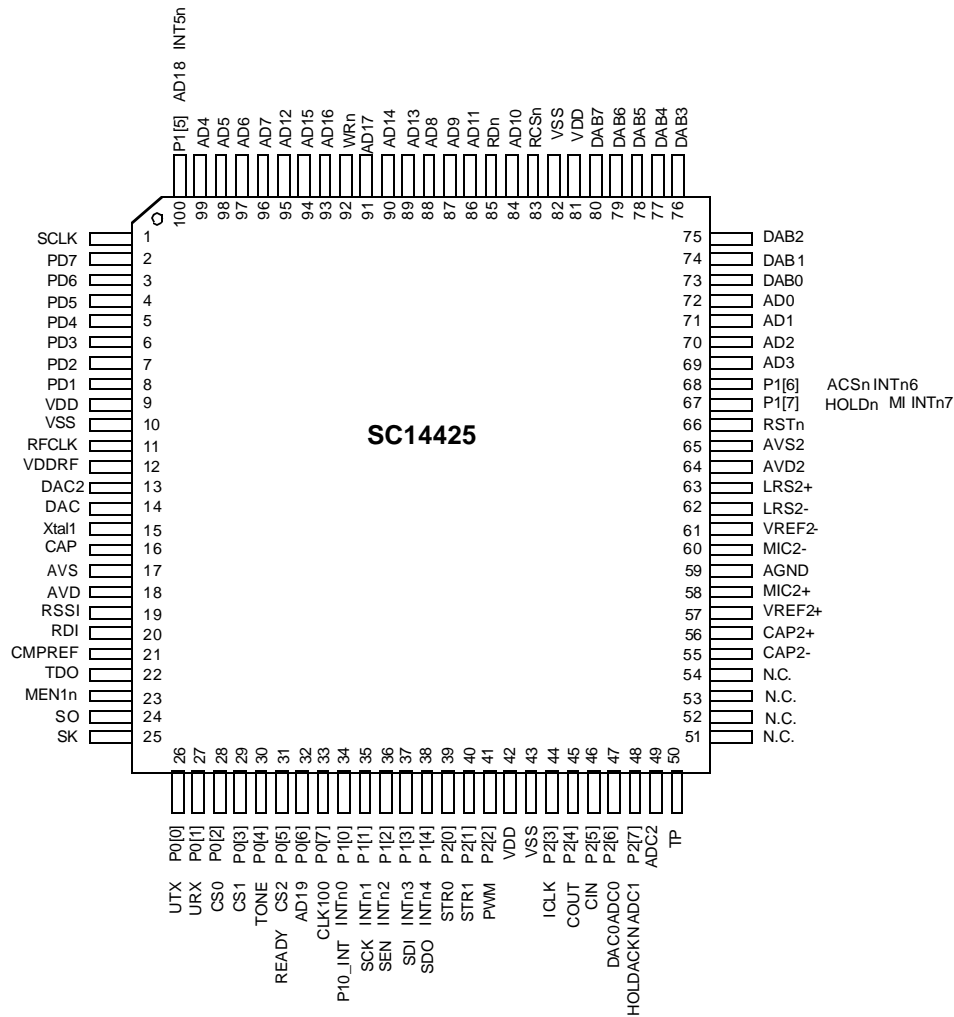 AD18 INT5n
P1[5] AD4 AD5 AD6 AD7 AD12 AD15 AD16 WRn AD17 AD14 AD13 AD8 AD9 AD11 RDn AD10 RCSn VSS VDD DAB7 DAB6 DAB5 DAB4 DAB3
100 99 98 97 96 95 94 93 92 91 90 89 88 87 86 85 84 83 82 81 80 79 78 77 76
SCLK 1 75 DAB2
PD7 2 74 DAB1
PD6 3 73 DAB0
PD5 4 72 AD0
PD4 5 71 AD1
PD3 6 70 AD2
PD2 7 69 AD3
PD1 8 68 P1[6] ACSn INTn6
VDD 9 67 P1[7] HOLDn MI INTn7
VSS 10 66 RSTn
SC14425
RFCLK 11 65 AVS2
VDDRF 12 64 AVD2
DAC2 13 63 LRS2+
DAC 14 62 LRS2-
Xtal1 15 61 VREF2-
CAP 16 60 MIC2-
AVS 17 59 AGND
AVD 18 58 MIC2+
RSSI 19 57 VREF2+
RDI 20 56 CAP2+
CMPREF 21 55 CAP2-
TDO 22 54 N.C.
MEN1n 23 53 N.C.
SO 24 52 N.C.
SK 25 51 N.C.
26 27 28 29 30 31 32 33 34 35 36 37 38 39 40 41 42 43 44 45 46 47 48 49 50
P0[0] P0[1] P0[2] P0[3] P0[4] P0[5] P0[6] P0[7] P1[0] P1[1] P1[2] P1[3] P1[4] P2[0] P2[1] P2[2] VDD VSS P2[3] P2[4] P2[5] P2[6] P2[7] ADC2 TP
UTX URX CS0 CS1 TONE READY CS2 AD19 CLK100 P10_INT INTn0 SCK INTn1 SEN INTn2 SDI INTn3 SDO INTn4 STR0 STR1 PWM ICLK COUT CIN DAC0ADC0 HOLDACKNADC1